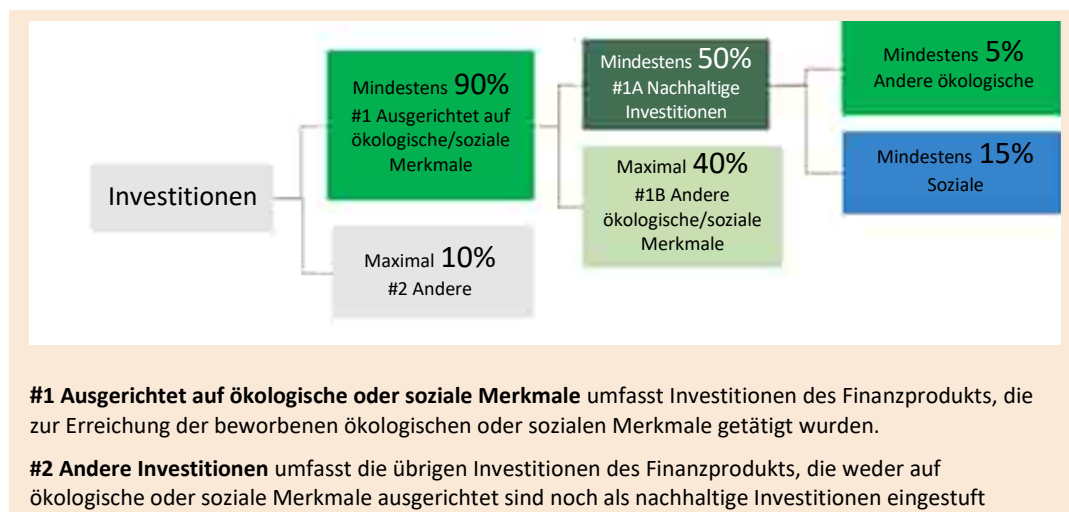 Investitionen
Mindestens 90%
#1 Ausgerichtet auf
ökologische/soziale
Merkmale
Maximal 10%
#2 Andere
Mindestens 50%
#1A Nachhaltige
Investitionen
Maximal 40%
#1B Andere
ökologische/soziale
Merkmale
Mindestens 5%
Andere ökologische
Mindestens 15%
Soziale
#1 Ausgerichtet auf ökologische oder soziale Merkmale umfasst Investitionen des Finanzprodukts, die
zur Erreichung der beworbenen ökologischen oder sozialen Merkmale getätigt wurden.
#2 Andere Investitionen umfasst die übrigen Investitionen des Finanzprodukts, die weder auf
ökologische oder soziale Merkmale ausgerichtet sind noch als nachhaltige Investitionen eingestuft